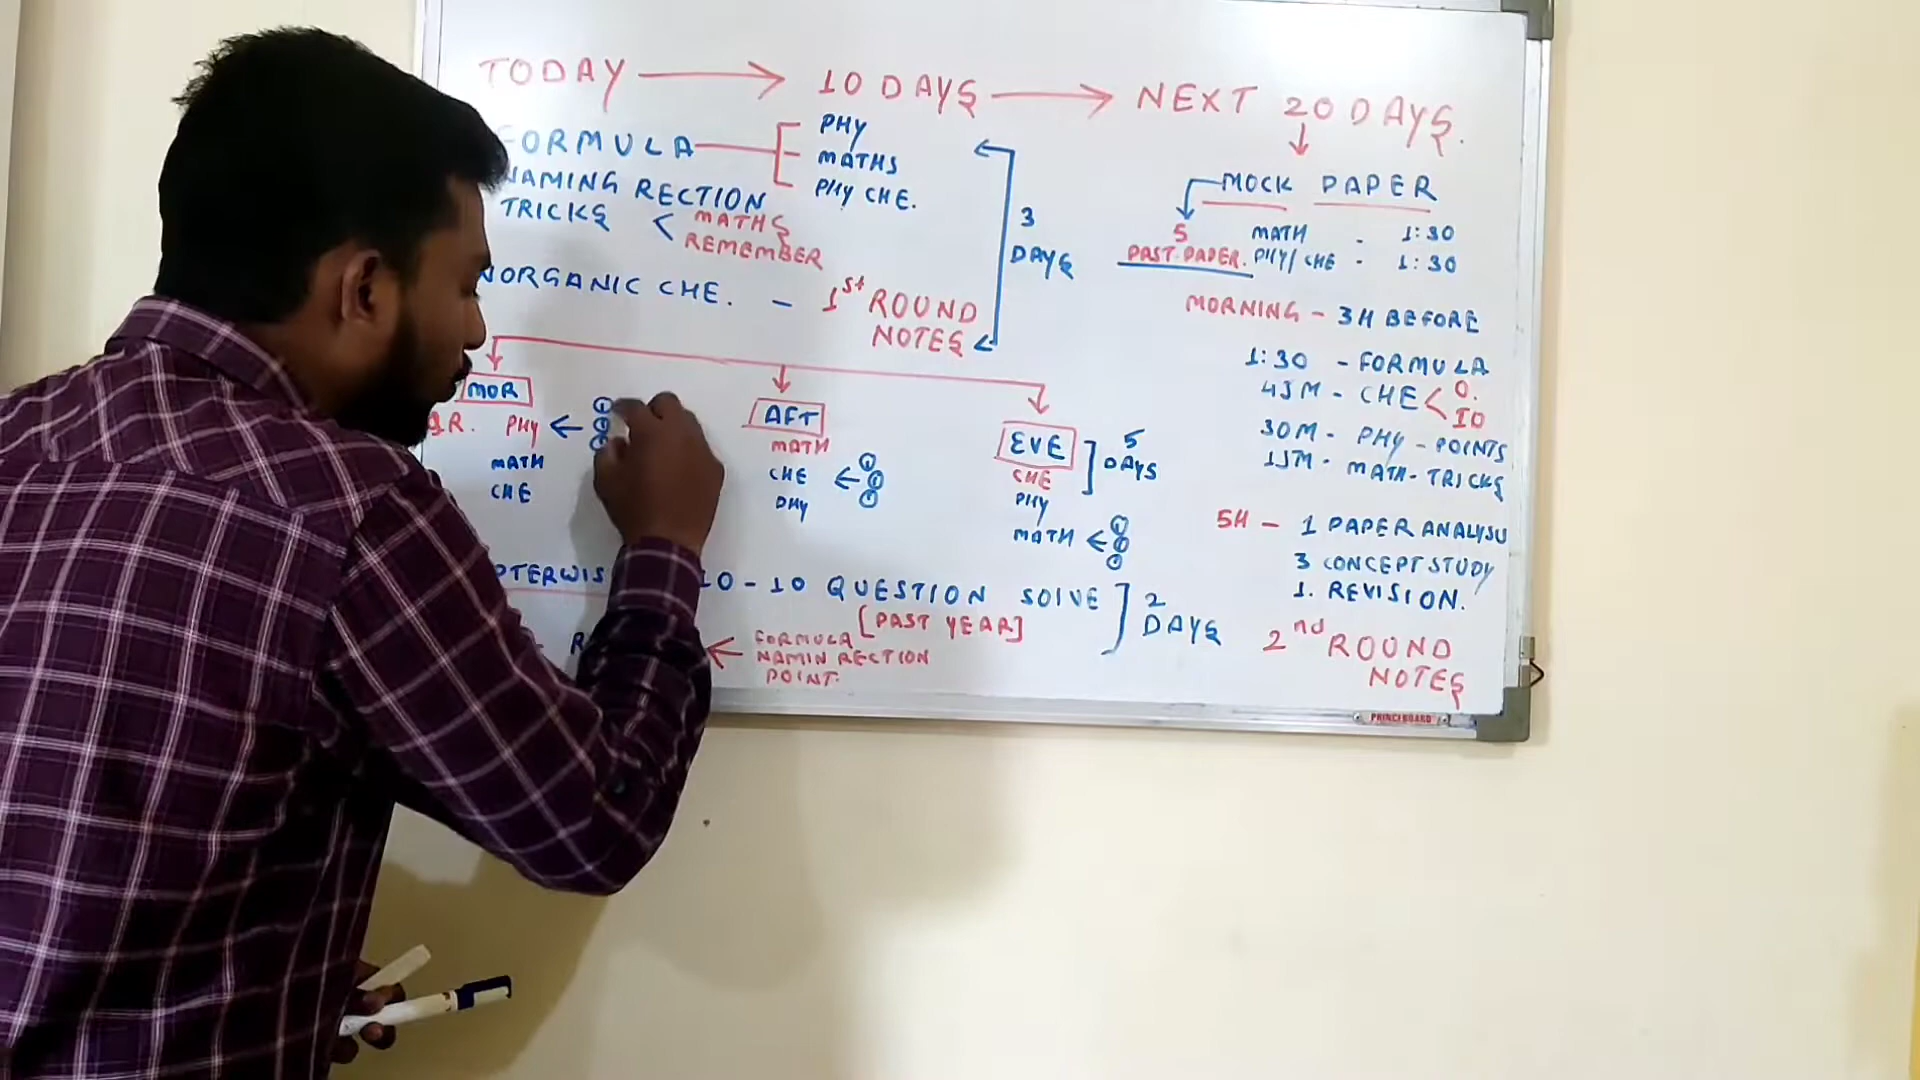 TODAY → 10 DAYS → NEXT 20 DAYS.
FORMULA
PHY
MATHS
PHY CHE.
NAMING RECTION
TRICKS < MATHS
REMEMBER
INORGANIC CHE. - 1st ROUND
NOTES
3
DAYS
MOR
PHY ←
MATH
CHE
AFT
MATH
CHE ←
PHY
EVE
CHE
PHY
MATH ←
5
DAYS
10-10 QUESTION SOLVE
[PAST YEAR]
2
DAYS
← FORMULA
NAMIN RECTION
POINT.
MOCK PAPER
5
PAST PAPER.
MATH - 1:30
PHY/CHE - 1:30
MORNING - 3H BEFORE
1:30 - FORMULA
45M - CHE < O.
IO
30M - PHY - POINTS
15M - MATH - TRICKS
5H - 1 PAPER ANALYSIS
3 CONCEPT STUDY
1. REVISION.
2nd ROUND
NOTES
PRINCEBOARD